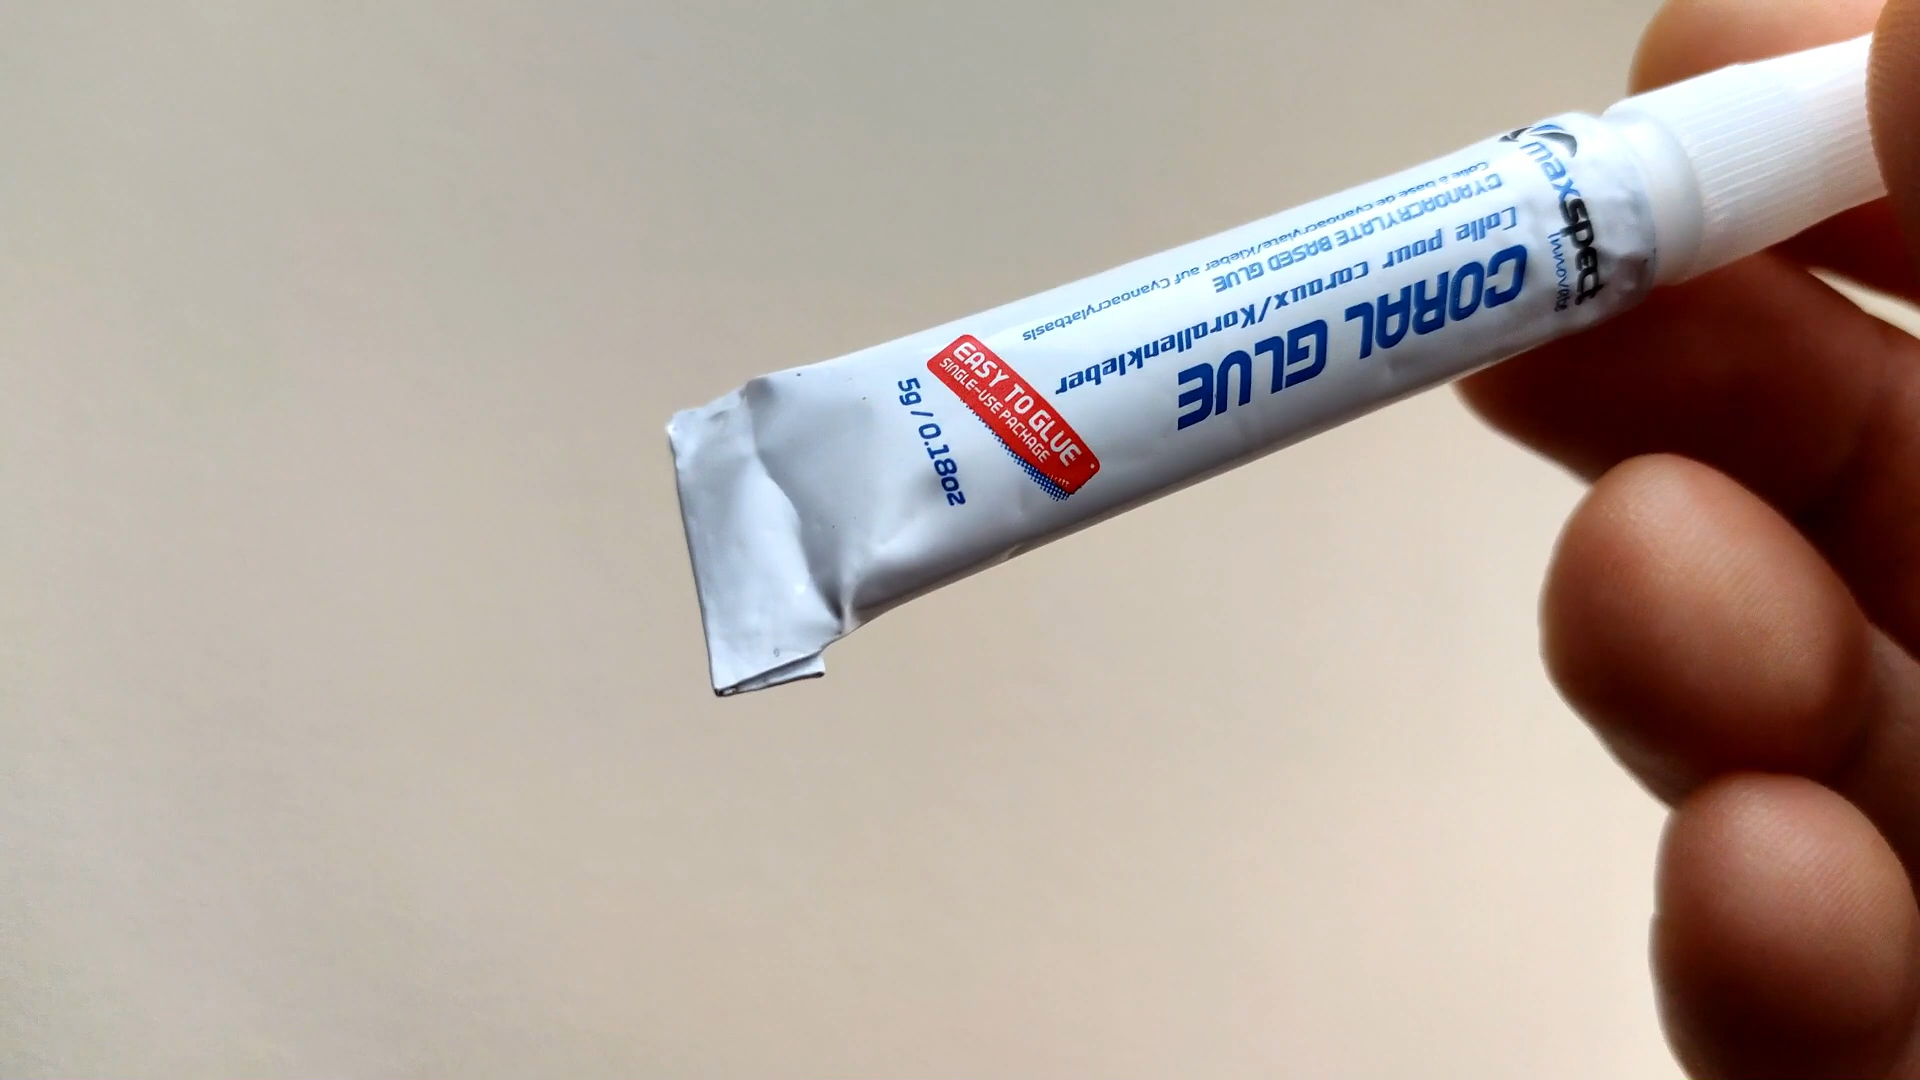 maxspect
Innovate
CORAL GLUE
Colle pour coraux/Korallenkleber
CYANOACRYLATE BASED GLUE
Colle à base de cyanoacrylate/Kleber auf Cyanoacrylatbasis
EASY TO GLUE
SINGLE-USE PACKAGE
5g / 0.18oz